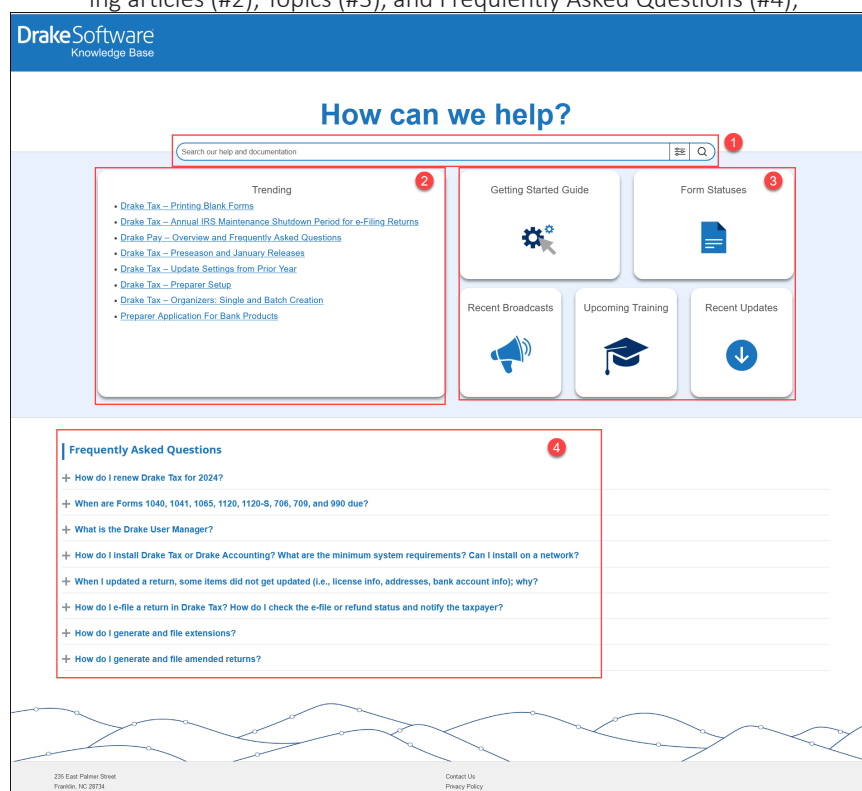 ing articles (#2), Topics (#3), and Frequently Asked Questions (#4),
DrakeSoftware
Knowledge Base
How can we help?
Search our help and documentation
1
Trending
2
Drake Tax – Printing Blank Forms
Drake Tax – Annual IRS Maintenance Shutdown Period for e-Filing Returns
Drake Pay – Overview and Frequently Asked Questions
Drake Tax – Preseason and January Releases
Drake Tax – Update Settings from Prior Year
Drake Tax – Preparer Setup
Drake Tax – Organizers: Single and Batch Creation
Preparer Application For Bank Products
Getting Started Guide
Form Statuses
3
Recent Broadcasts
Upcoming Training
Recent Updates
Frequently Asked Questions
4
How do I renew Drake Tax for 2024?
When are Forms 1040, 1041, 1065, 1120, 1120-S, 706, 709, and 990 due?
What is the Drake User Manager?
How do I install Drake Tax or Drake Accounting? What are the minimum system requirements? Can I install on a network?
When I updated a return, some items did not get updated (i.e., license info, addresses, bank account info); why?
How do I e-file a return in Drake Tax? How do I check the e-file or refund status and notify the taxpayer?
How do I generate and file extensions?
How do I generate and file amended returns?
235 East Palmer Street
Franklin, NC 28734
Contact Us
Privacy Policy